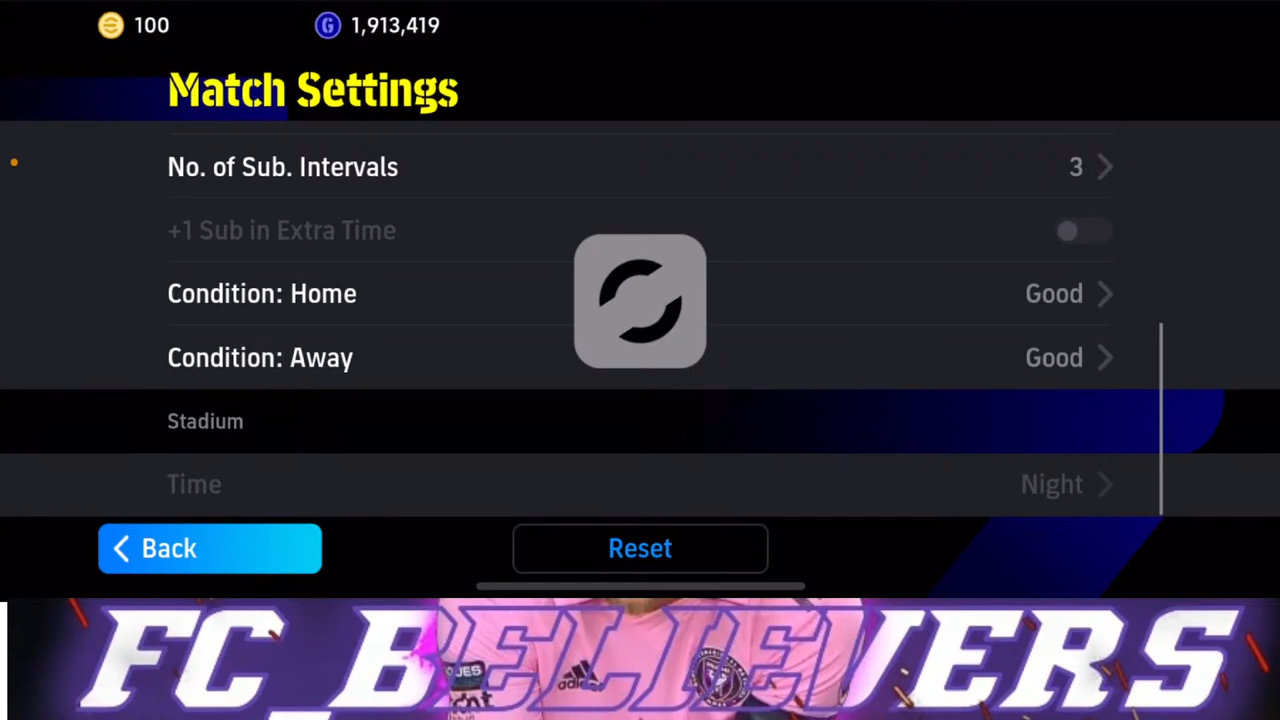 100
1,913,419
Match Settings
No. of Sub. Intervals 3
+1 Sub in Extra Time
Condition: Home Good
Condition: Away Good
Stadium
Time Night
Back
Reset
FC_BELIEVERS
JES
adidas